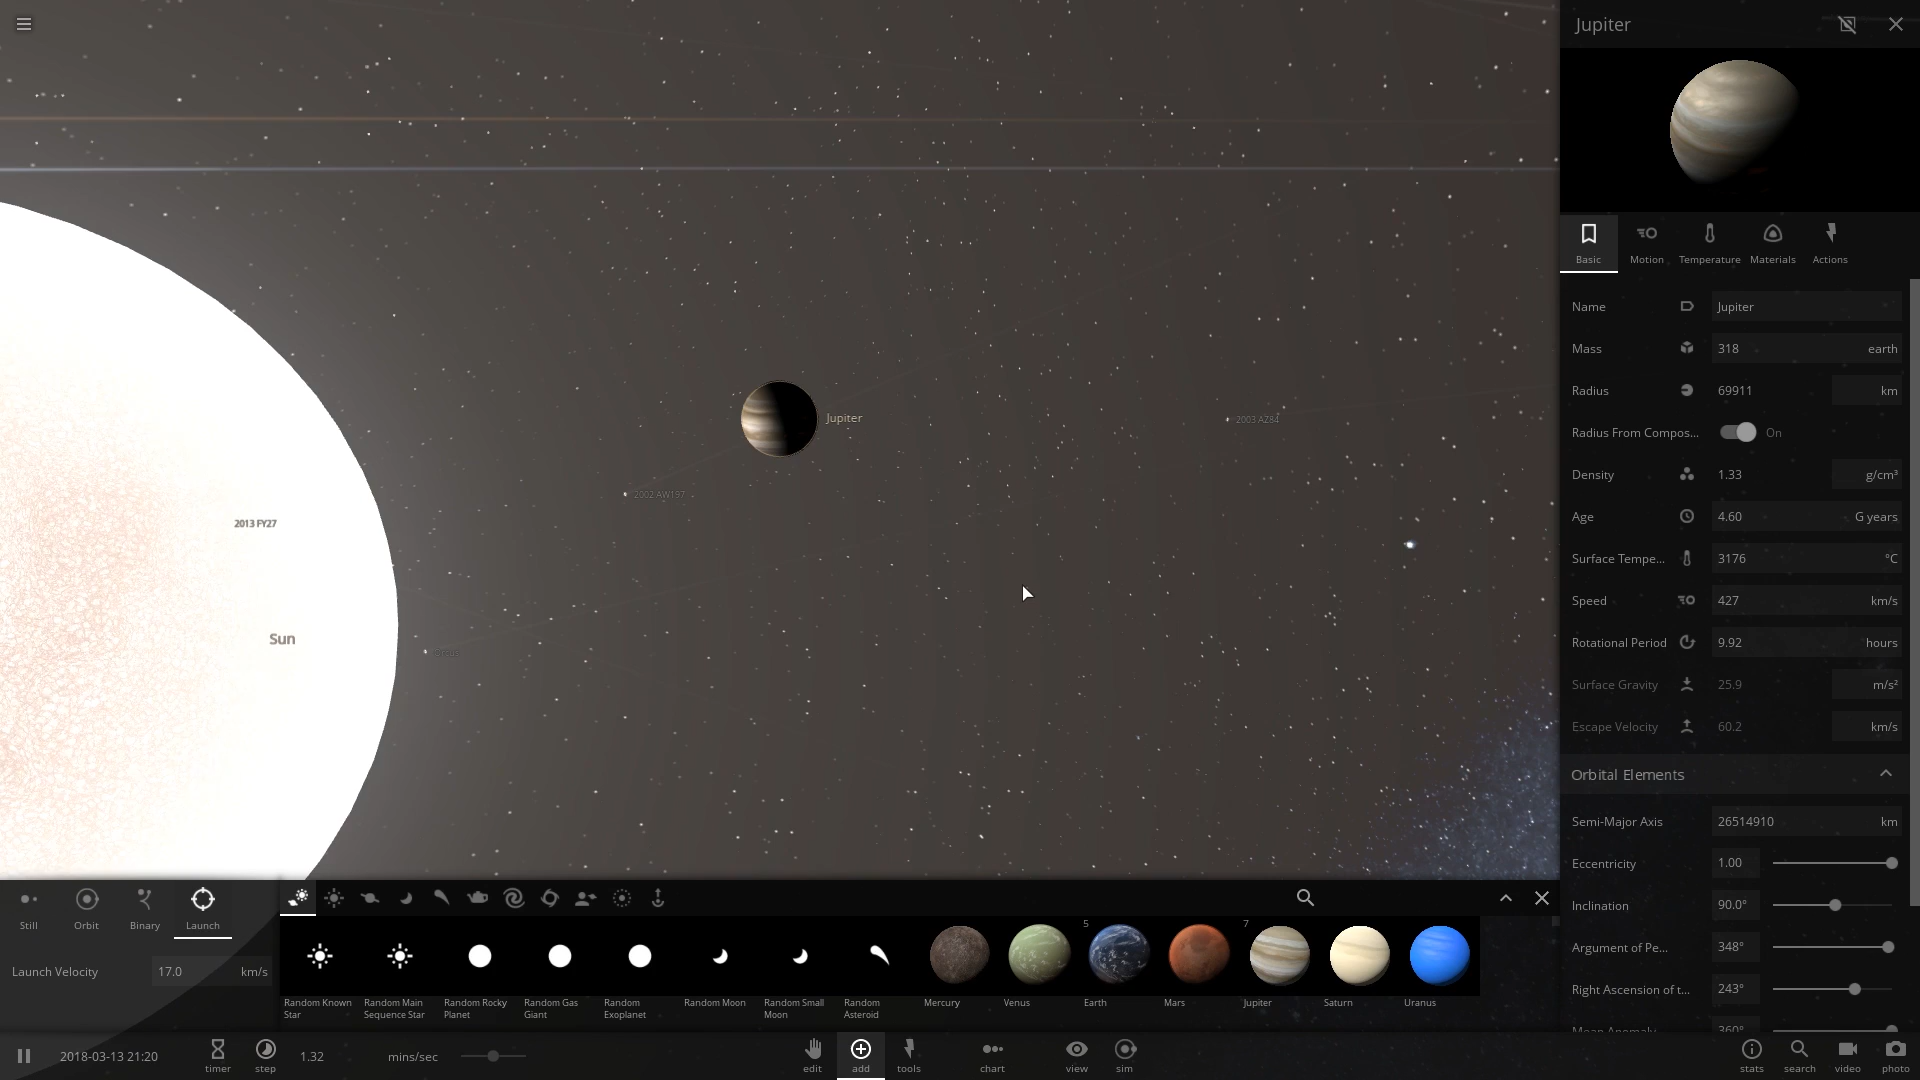 Jupiter
Basic
Motion
Temperature
Materials
Actions
Name
Jupiter
Mass
318 earth
Radius
69911 km
Radius From Compos...
On
Density
1.33 g/cm³
Age
4.60 G years
Surface Tempe...
3176 °C
Speed
427 km/s
Rotational Period
9.92 hours
Surface Gravity
25.9 m/s²
Escape Velocity
60.2 km/s
Orbital Elements
Semi-Major Axis
26514910 km
Eccentricity
1.00
Inclination
90.0°
Argument of Pe...
348°
Right Ascension of t...
243°
Mean Anomaly
360°
Jupiter
2003 AZ84
2002 AW197
2013 FY27
Sun
Orcus
Still
Orbit
Binary
Launch
Launch Velocity
17.0 km/s
5
7
Random Known
Star
Random Main
Sequence Star
Random Rocky
Planet
Random Gas
Giant
Random
Exoplanet
Random Moon
Random Small
Moon
Random
Asteroid
Mercury
Venus
Earth
Mars
Jupiter
Saturn
Uranus
2018-03-13 21:20
timer
step
1.32
mins/sec
edit
add
tools
chart
view
sim
stats
search
video
photo